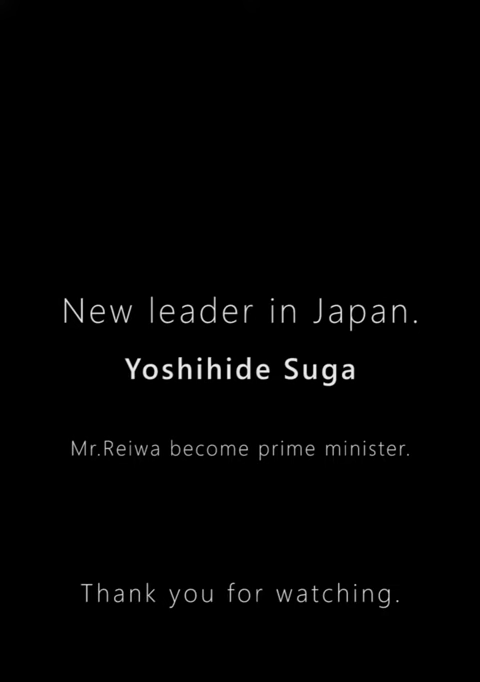 New leader in Japan.
Yoshihide Suga
Mr.Reiwa become prime minister.
Thank you for watching.